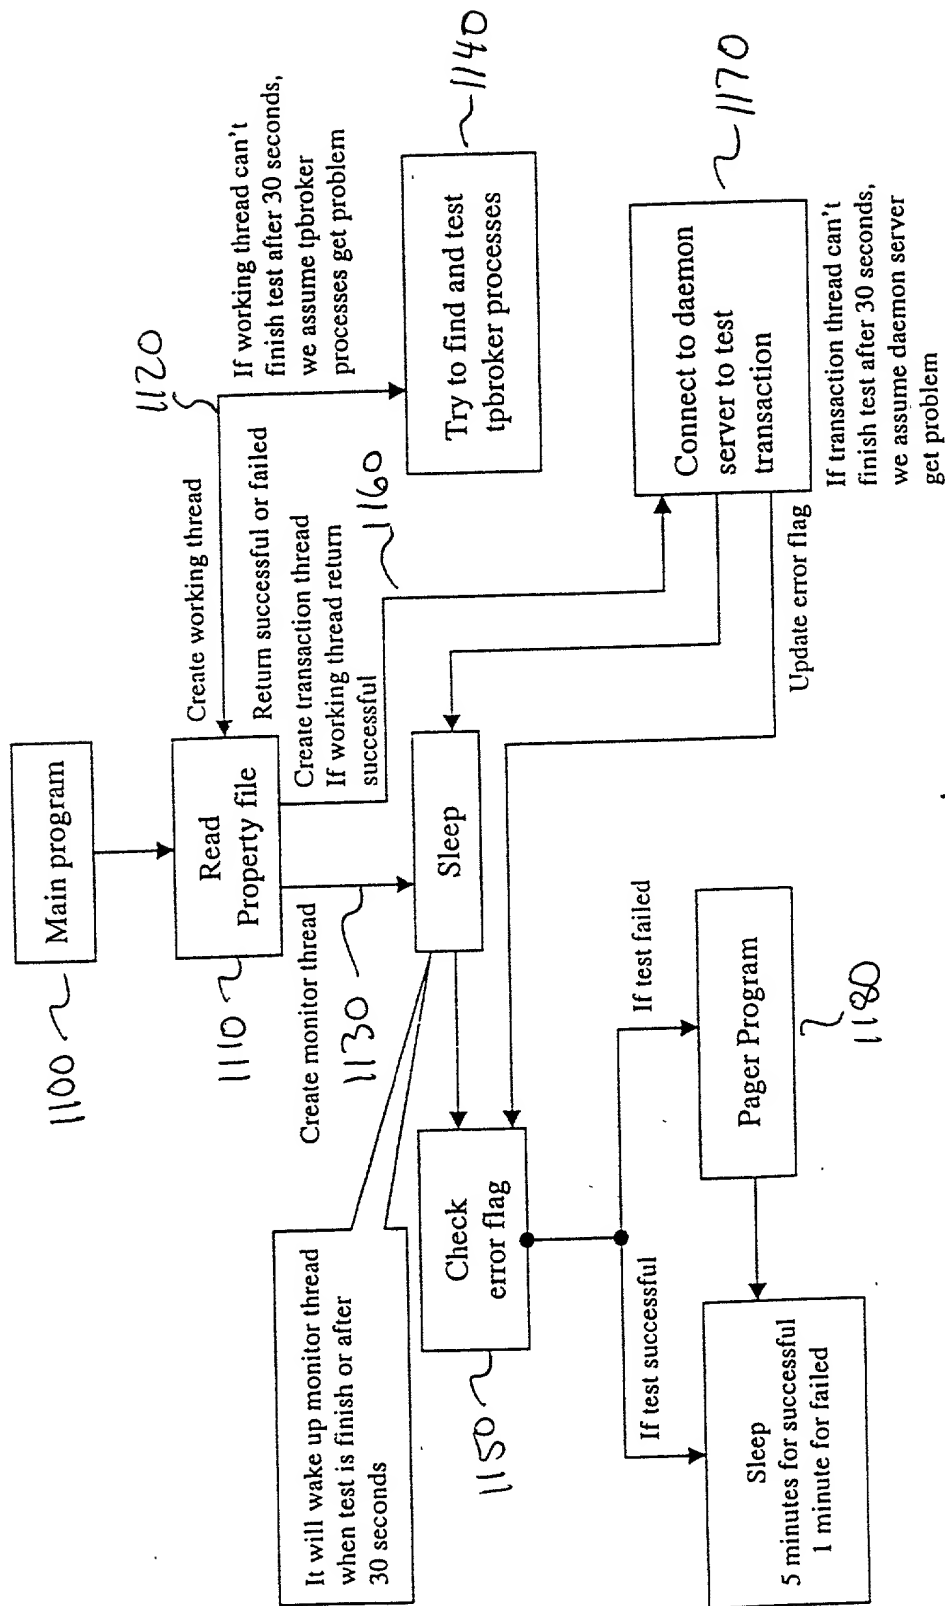 1100
Main program
1110
Read
Property file
Create working thread
1120
Return successful or failed
If working thread can't
finish test after 30 seconds,
we assume tpbroker
processes get problem
Try to find and test
tpbroker processes
1140
Create monitor thread
1130
Create transaction thread
If working thread return
successful
1160
Sleep
It will wake up monitor thread
when test is finish or after
30 seconds
Check
error flag
1150
Connect to daemon
server to test
transaction
1170
Update error flag
If transaction thread can't
finish test after 30 seconds,
we assume daemon server
get problem
If test successful
If test failed
Pager Program
1180
Sleep
5 minutes for successful
1 minute for failed